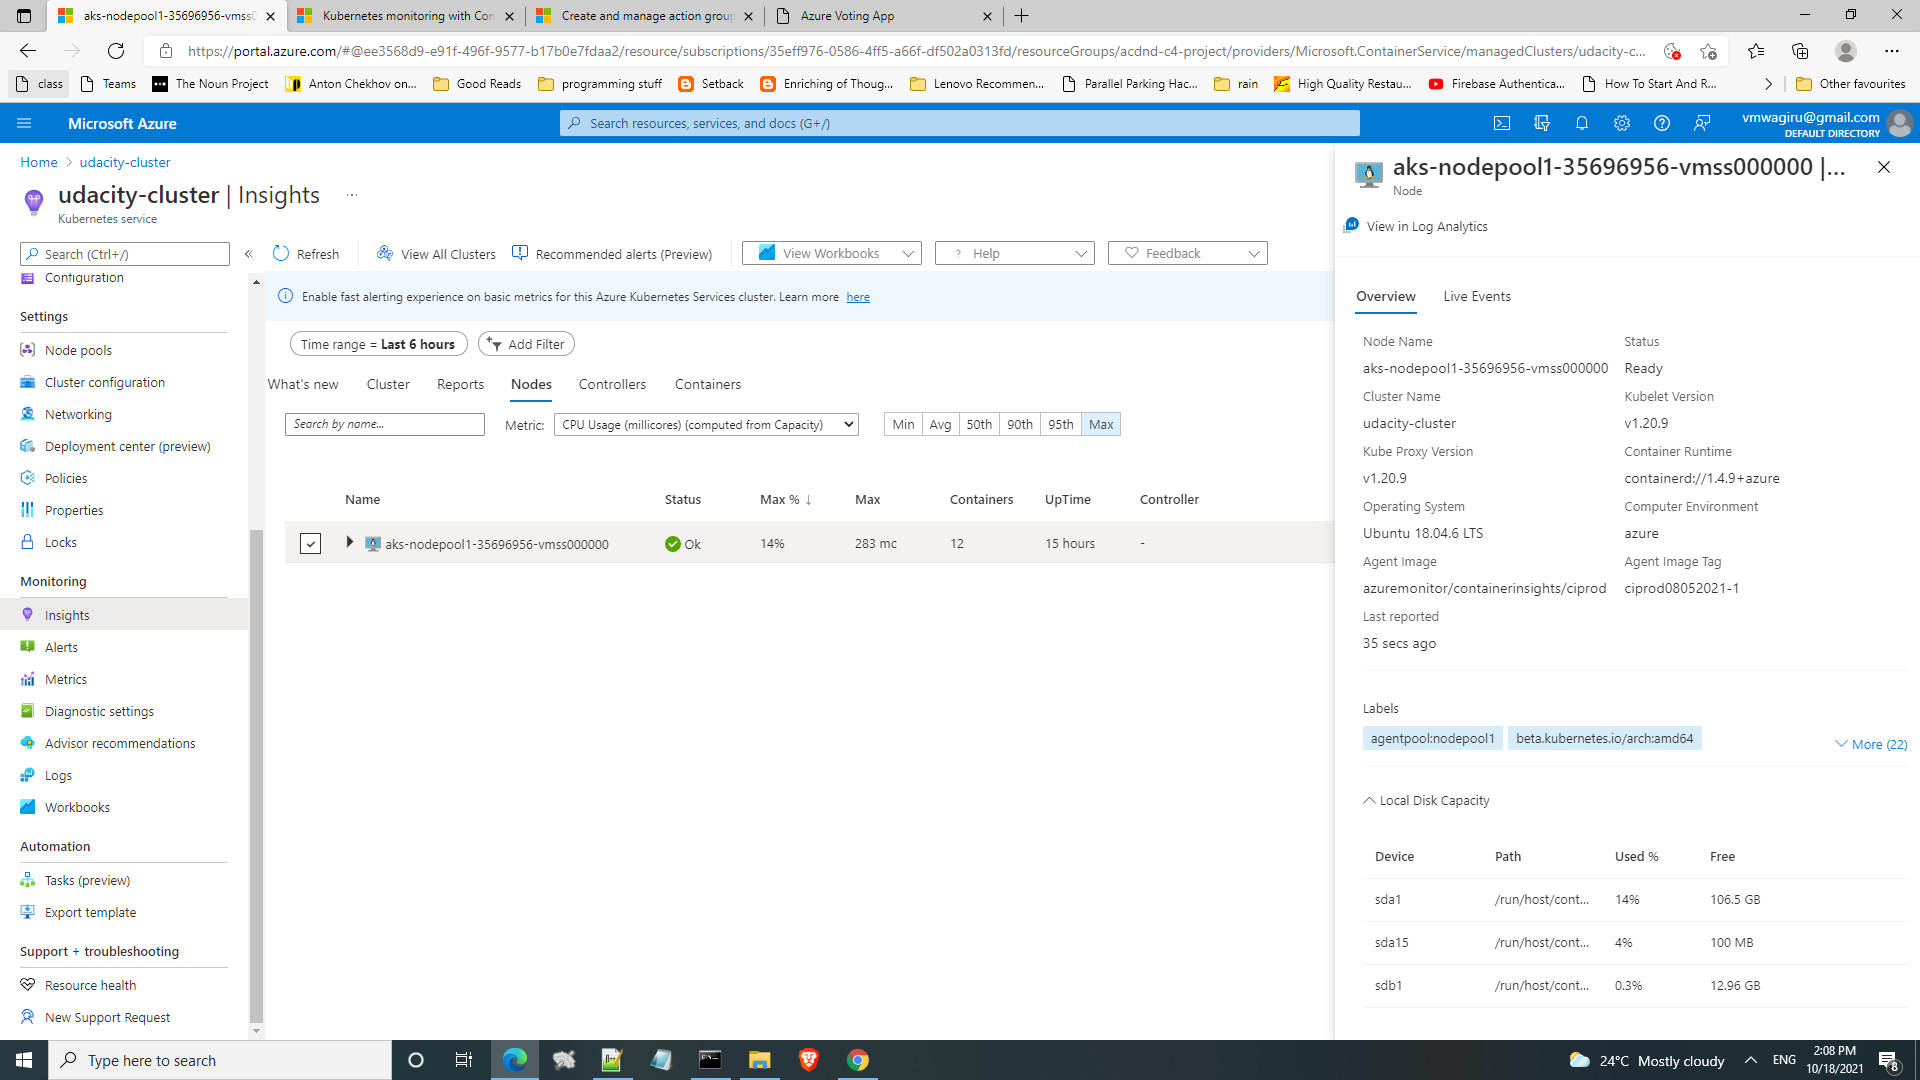 aks-nodepool1-35696956-vmss0
Kubernetes monitoring with Con
Create and manage action group
Azure Voting App
https://portal.azure.com/#@ee3568d9-e91f-496f-9577-b17b0e7fdaa2/resource/subscriptions/35eff976-0586-4ff5-a66f-df502a0313fd/resourceGroups/acdnd-c4-project/providers/Microsoft.ContainerService/managedClusters/udacity-c...
class
Teams
The Noun Project
Anton Chekhov on...
Good Reads
programming stuff
Setback
Enriching of Thoug...
Lenovo Recommen...
Parallel Parking Hac...
rain
High Quality Restau...
Firebase Authentica...
How To Start And R...
Other favourites
Microsoft Azure
Search resources, services, and docs (G+/)
vmwagiru@gmail.com
DEFAULT DIRECTORY
Home
udacity-cluster
udacity-cluster | Insights ...
Kubernetes service
Search (Ctrl+/)
«
Configuration
Settings
Node pools
Cluster configuration
Networking
Deployment center (preview)
Policies
Properties
Locks
Monitoring
Insights
Alerts
Metrics
Diagnostic settings
Advisor recommendations
Logs
Workbooks
Automation
Tasks (preview)
Export template
Support + troubleshooting
Resource health
New Support Request
Refresh
View All Clusters
Recommended alerts (Preview)
View Workbooks
? Help
Feedback
Enable fast alerting experience on basic metrics for this Azure Kubernetes Services cluster. Learn more here
Time range = Last 6 hours
Add Filter
What's new
Cluster
Reports
Nodes
Controllers
Containers
Search by name...
Metric:
CPU Usage (millicores) (computed from Capacity)
Min
Avg
50th
90th
95th
Max
Name Status Max % ↓ Max Containers UpTime Controller
aks-nodepool1-35696956-vmss000000 Ok 14% 283 mc 12 15 hours -
aks-nodepool1-35696956-vmss000000 |...
Node
View in Log Analytics
Overview
Live Events
Node Name Status
aks-nodepool1-35696956-vmss000000 Ready
Cluster Name Kubelet Version
udacity-cluster v1.20.9
Kube Proxy Version Container Runtime
v1.20.9 containerd://1.4.9+azure
Operating System Computer Environment
Ubuntu 18.04.6 LTS azure
Agent Image Agent Image Tag
azuremonitor/containerinsights/ciprod ciprod08052021-1
Last reported
35 secs ago
Labels
agentpool:nodepool1
beta.kubernetes.io/arch:amd64
More (22)
Local Disk Capacity
Device Path Used % Free
sda1 /run/host/cont... 14% 106.5 GB
sda15 /run/host/cont... 4% 100 MB
sdb1 /run/host/cont... 0.3% 12.96 GB
Type here to search
24°C Mostly cloudy
ENG
2:08 PM
10/18/2021
8